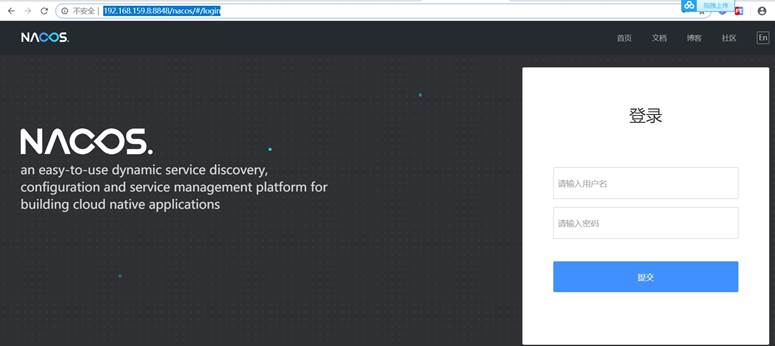 不安全 | 192.168.159.8:8848/nacos/#/login
拖拽上传
NACOS.
首页 文档 博客 社区 En
登录
NACOS.
an easy-to-use dynamic service discovery,
configuration and service management platform for
building cloud native applications
请输入用户名
请输入密码
提交